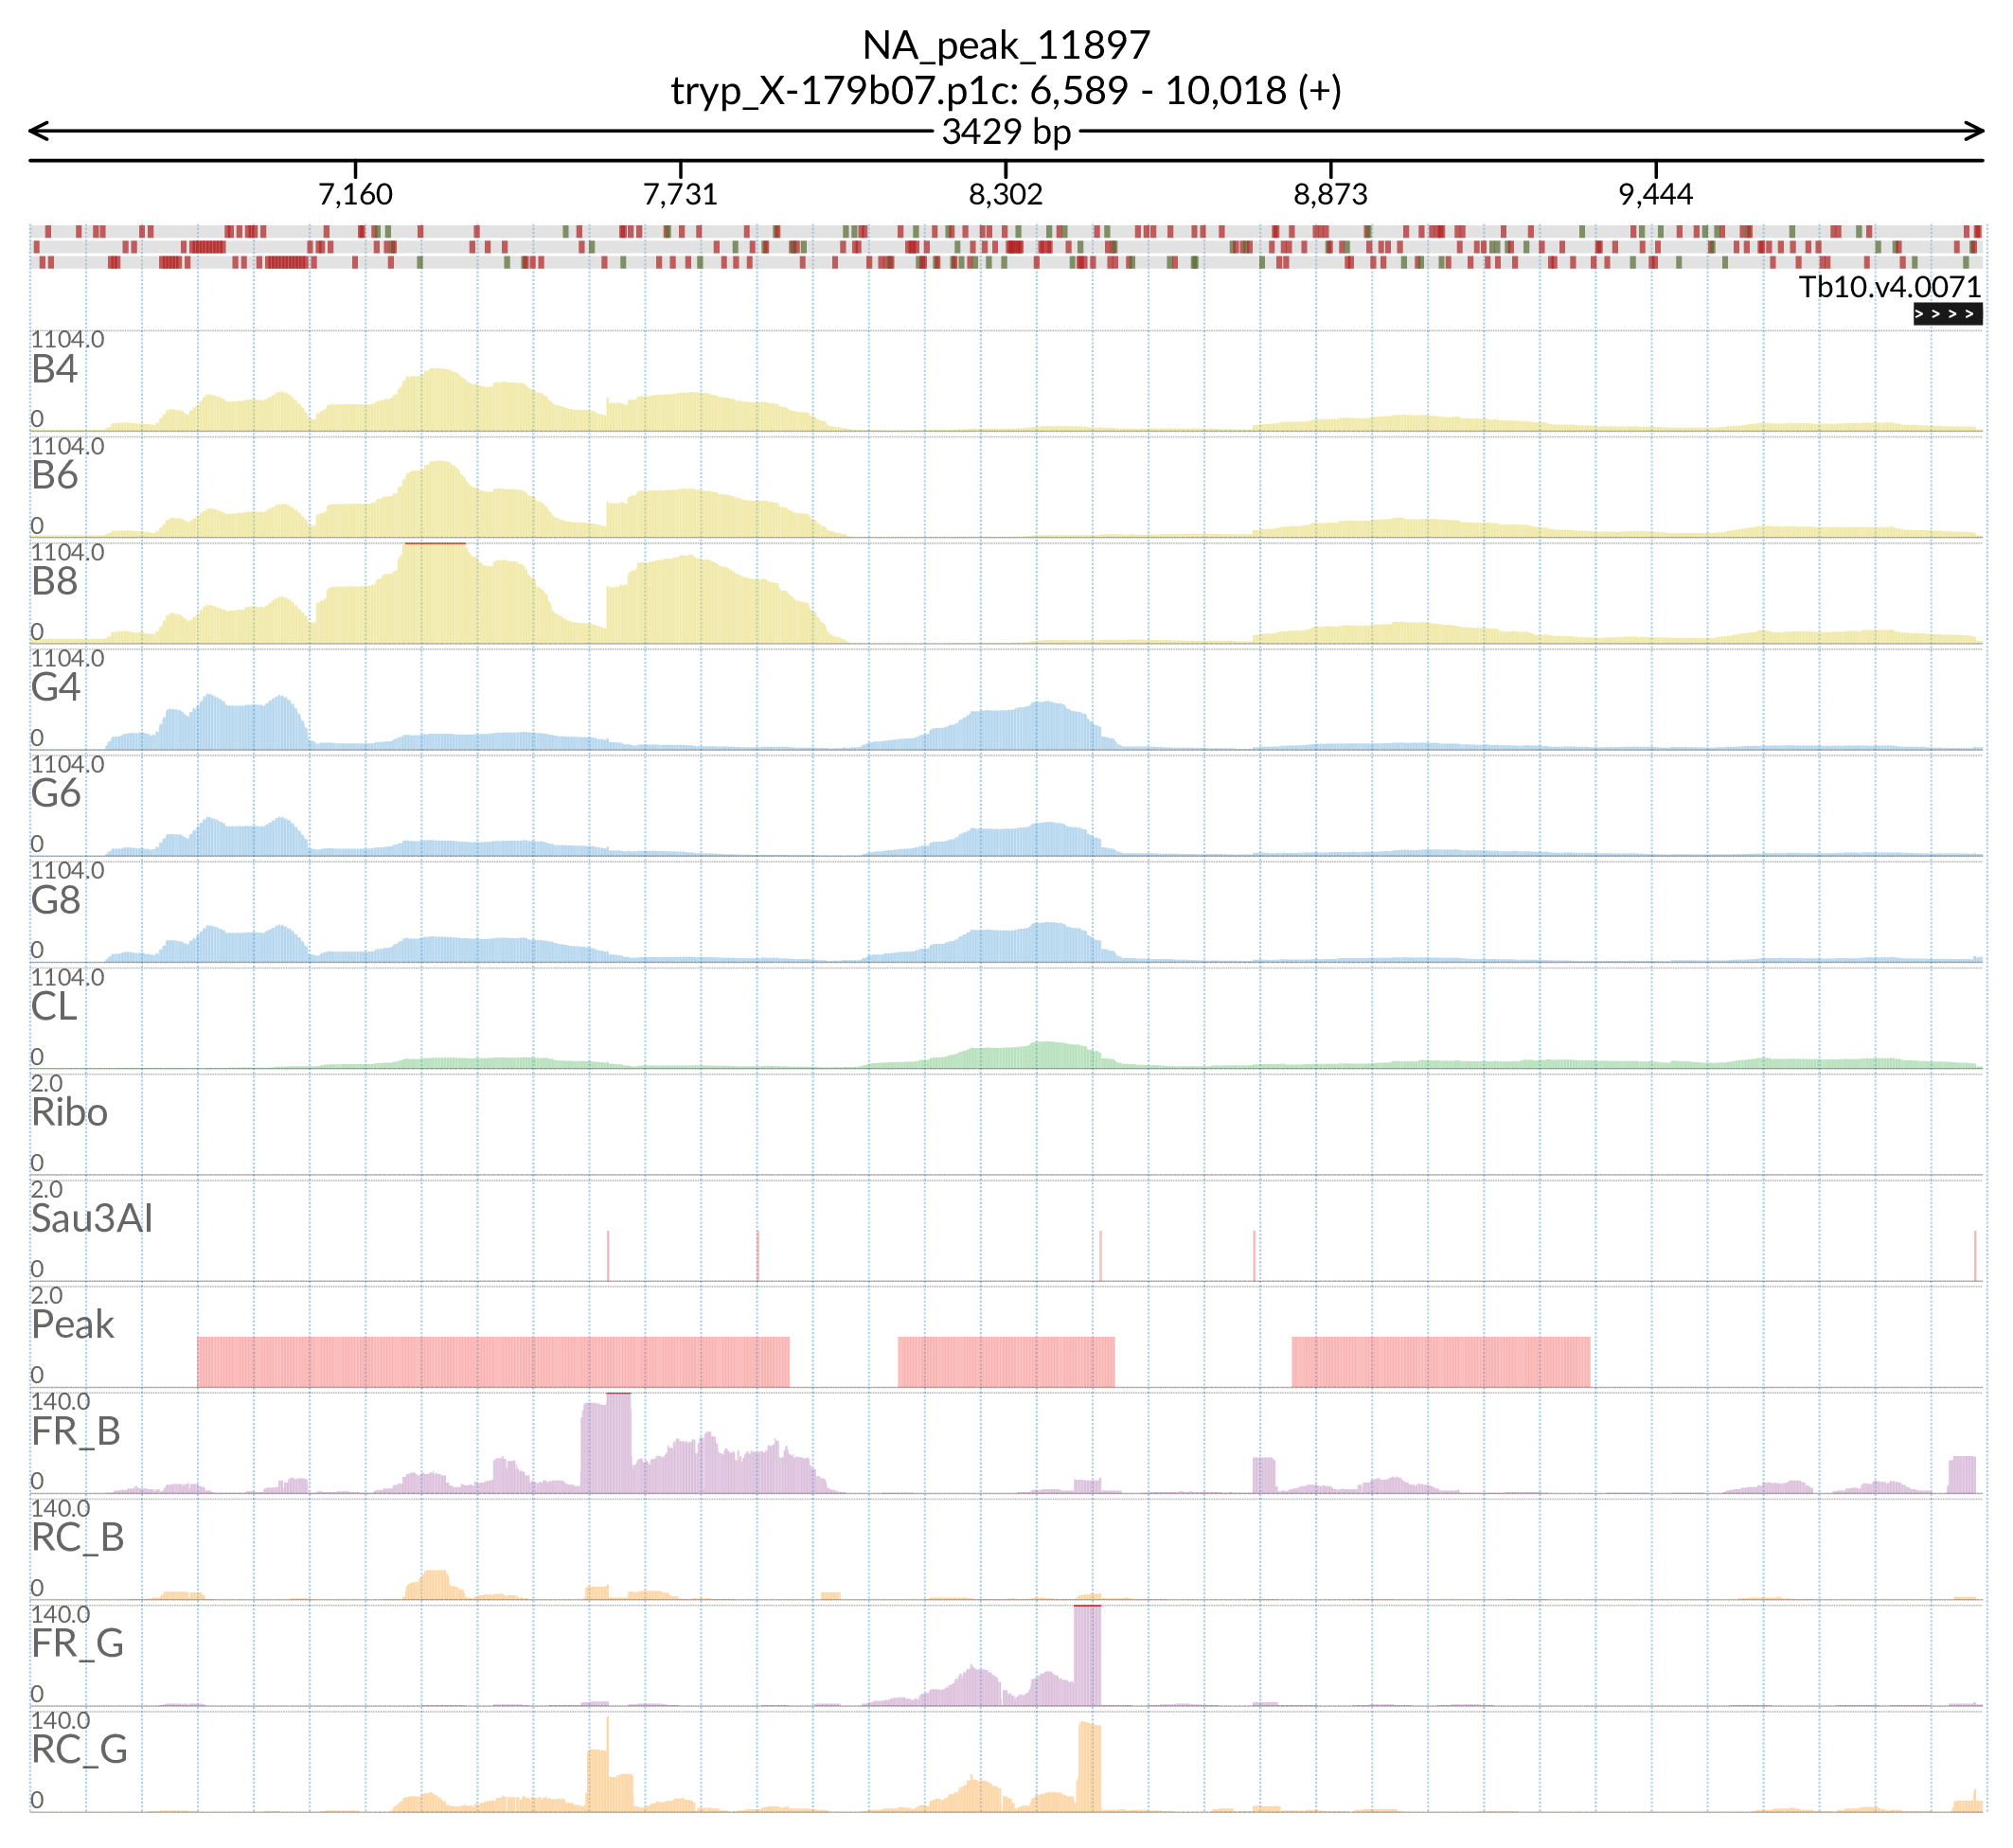 NA_peak_11897
tryp_X-179b07.p1c: 6,589 - 10,018 (+)
3429 bp
7,160 7,731 8,302 8,873 9,444
Tb10.v4.0071
> > > >
1104.0
B4
0
1104.0
B6
0
1104.0
B8
0
1104.0
G4
0
1104.0
G6
0
1104.0
G8
0
1104.0
CL
0
2.0
Ribo
0
2.0
Sau3AI
0
2.0
Peak
0
140.0
FR_B
0
140.0
RC_B
0
140.0
FR_G
0
140.0
RC_G
0